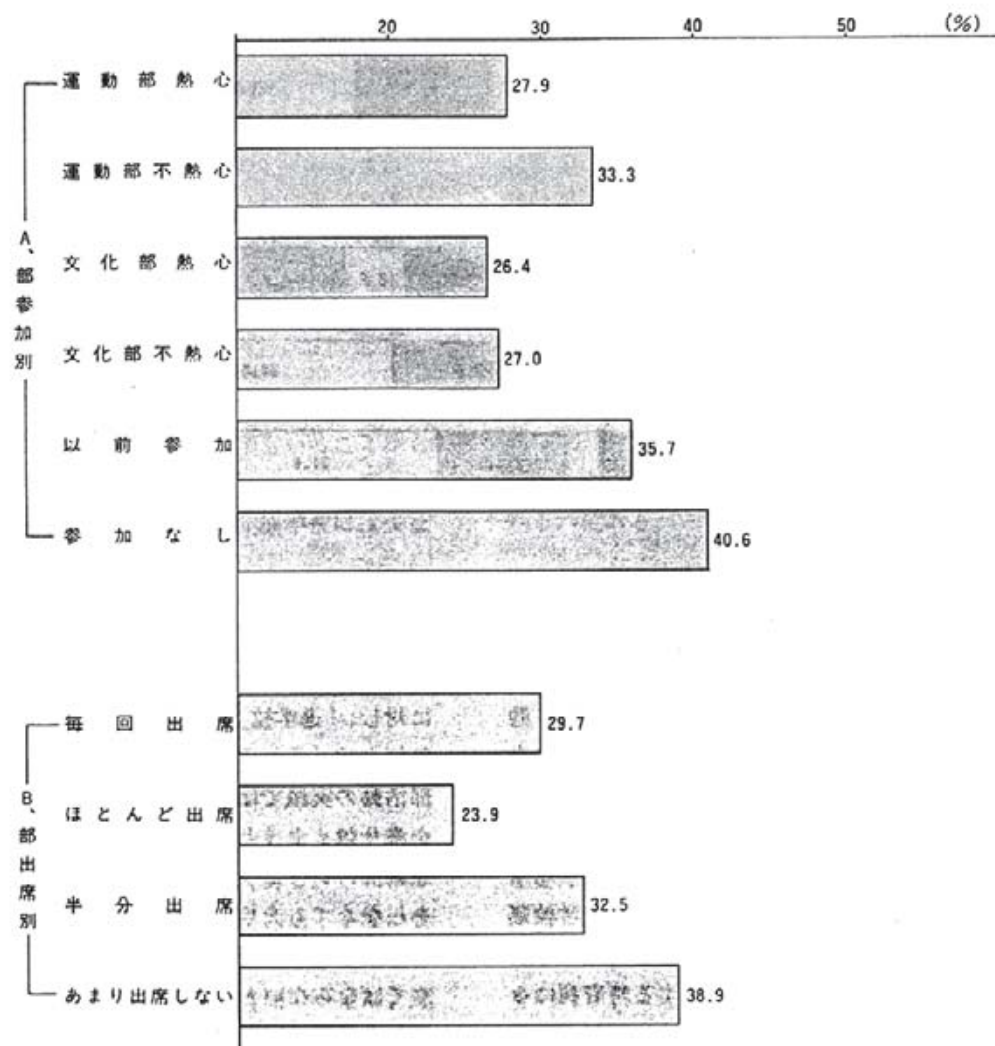 20 30 40 50 (%)
A、部参加別
運動部熱心 27.9
運動部不熱心 33.3
文化部熱心 26.4
文化部不熱心 27.0
以前参加 35.7
参加なし 40.6
B、部出席別
毎回出席 29.7
ほとんど出席 23.9
半分出席 32.5
あまり出席しない 38.9